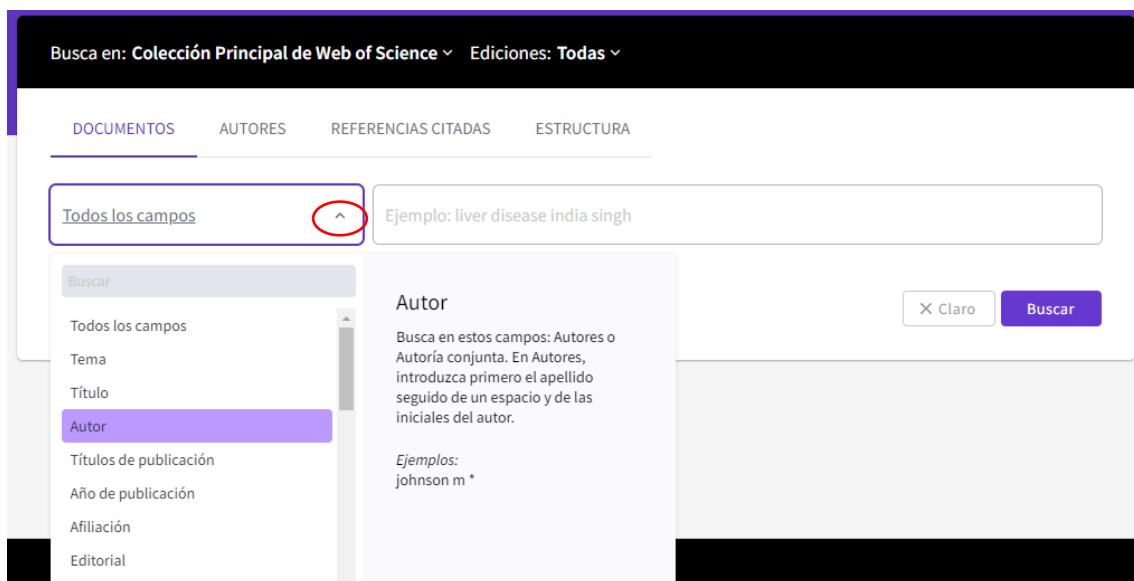 Busca en: Colección Principal de Web of Science Ediciones: Todas
DOCUMENTOS AUTORES REFERENCIAS CITADAS ESTRUCTURA
Todos los campos
Ejemplo: liver disease india singh
Buscar
Todos los campos
Tema
Título
Autor
Títulos de publicación
Año de publicación
Afiliación
Editorial
Autor
Busca en estos campos: Autores o
Autoría conjunta. En Autores,
introduzca primero el apellido
seguido de un espacio y de las
iniciales del autor.
Ejemplos:
johnson m *
× Claro
Buscar